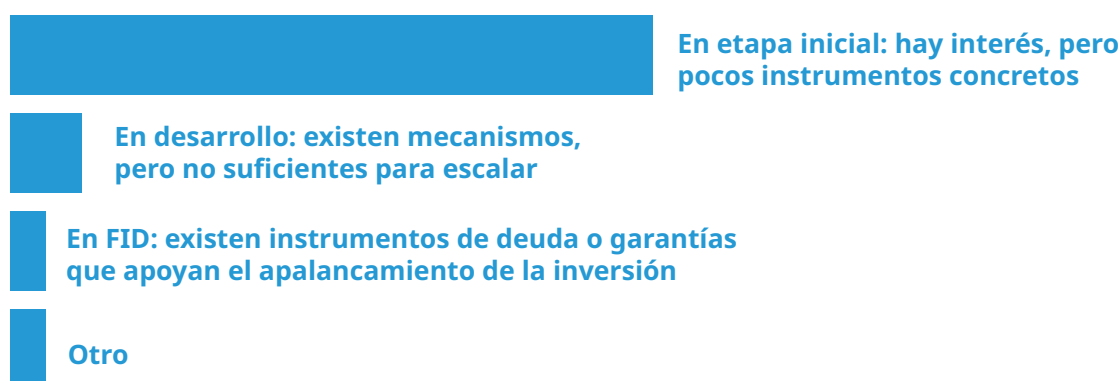 En etapa inicial: hay interés, pero
pocos instrumentos concretos
En desarrollo: existen mecanismos,
pero no suficientes para escalar
En FID: existen instrumentos de deuda o garantías
que apoyan el apalancamiento de la inversión
Otro